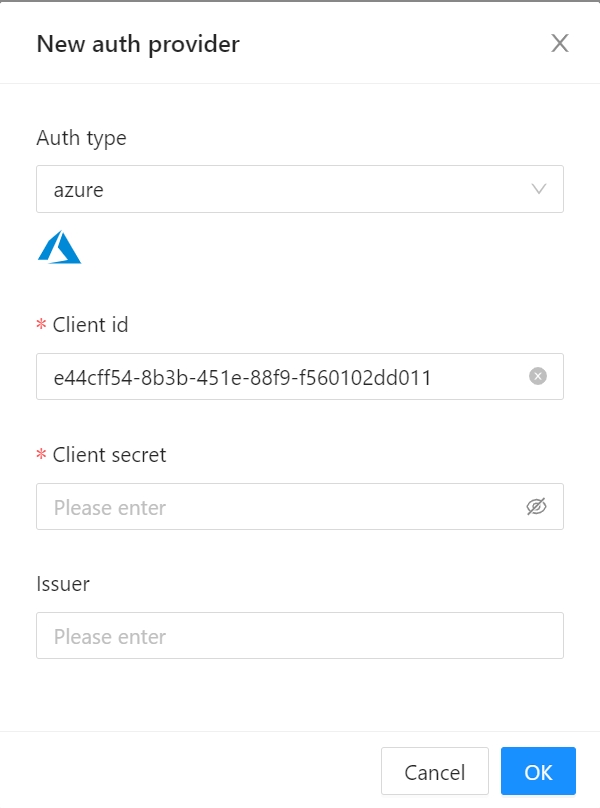 New auth provider
Auth type
azure
* Client id
e44cff54-8b3b-451e-88f9-f560102dd011
* Client secret
Please enter
Issuer
Please enter
Cancel OK